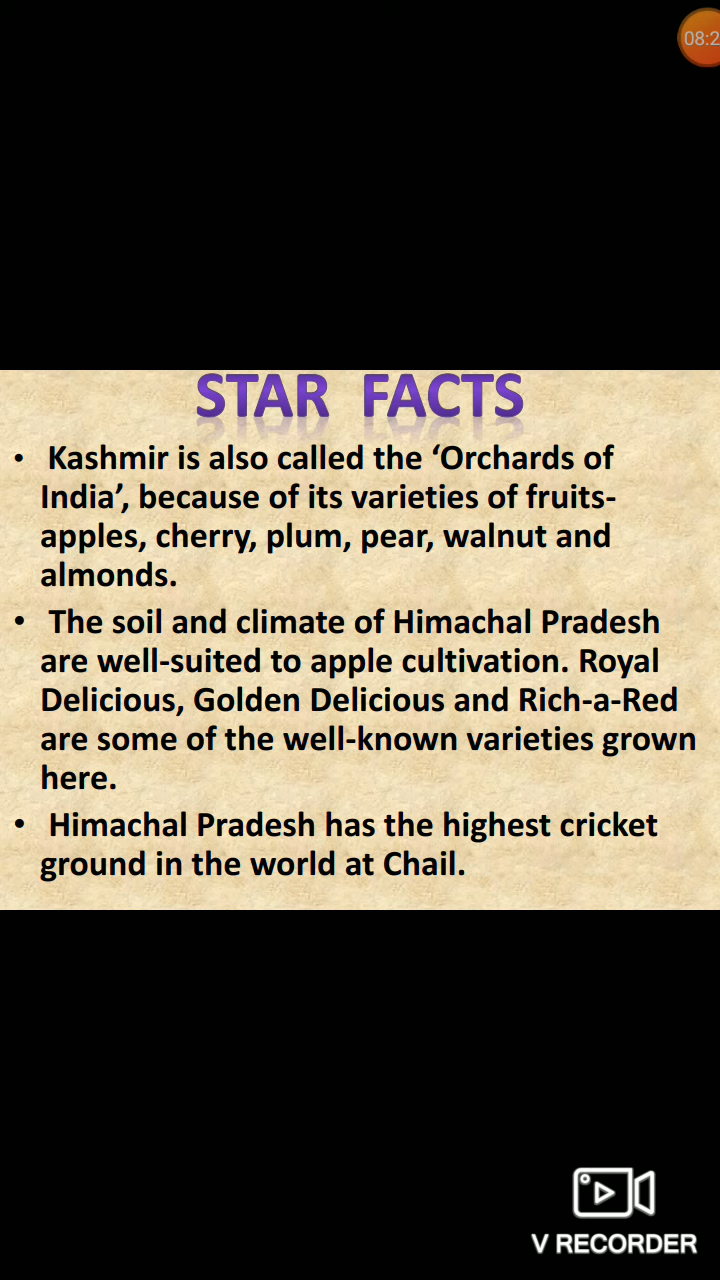 08:2
STAR FACTS
• Kashmir is also called the ‘Orchards of
India’, because of its varieties of fruits-
apples, cherry, plum, pear, walnut and
almonds.
• The soil and climate of Himachal Pradesh
are well-suited to apple cultivation. Royal
Delicious, Golden Delicious and Rich-a-Red
are some of the well-known varieties grown
here.
• Himachal Pradesh has the highest cricket
ground in the world at Chail.
V RECORDER